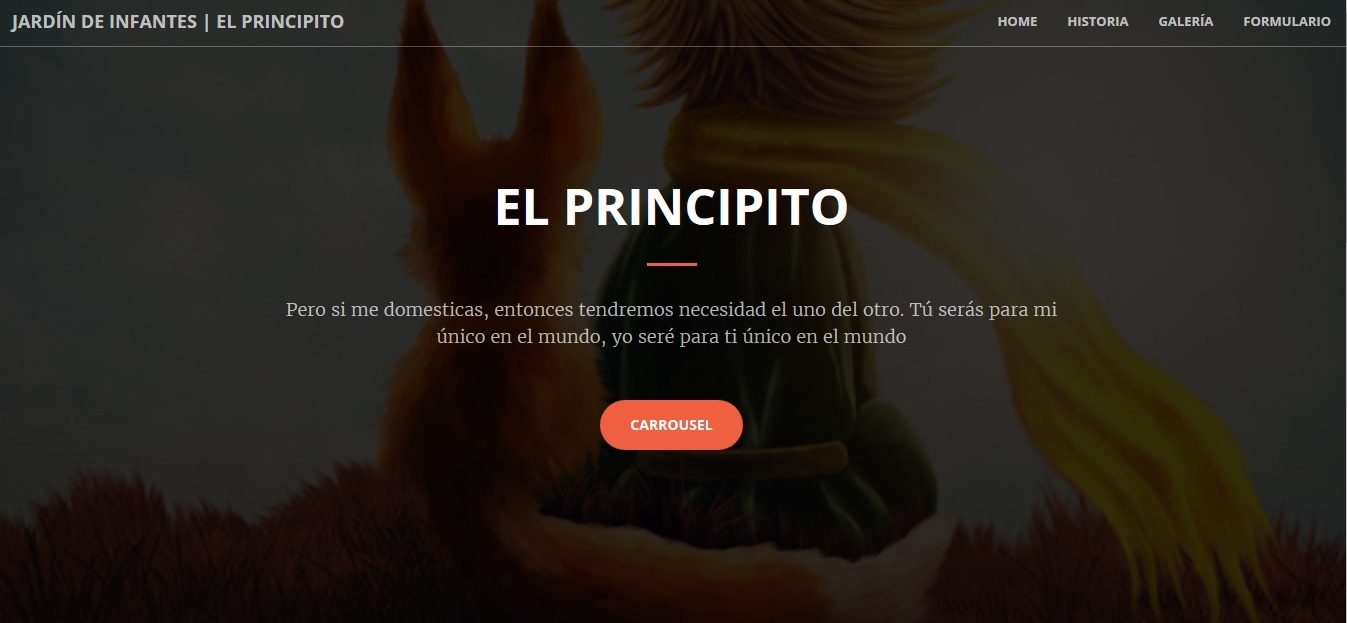 JARDÍN DE INFANTES | EL PRINCIPITO
HOME HISTORIA GALERÍA FORMULARIO
EL PRINCIPITO
Pero si me domesticas, entonces tendremos necesidad el uno del otro. Tú serás para mi
único en el mundo, yo seré para ti único en el mundo
CARROUSEL